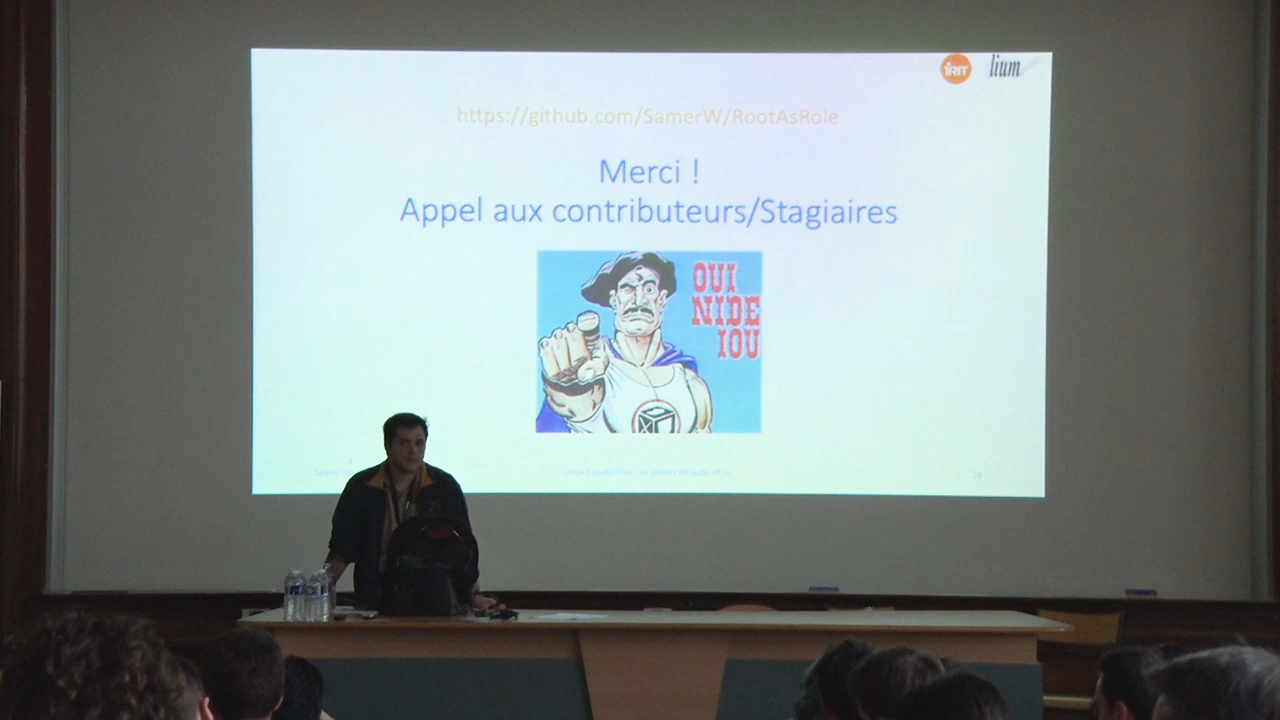 iRIT
lium
https://github.com/SamerW/RootAsRole
Merci !
Appel aux contributeurs/Stagiaires
OUI
NIDE
IOU